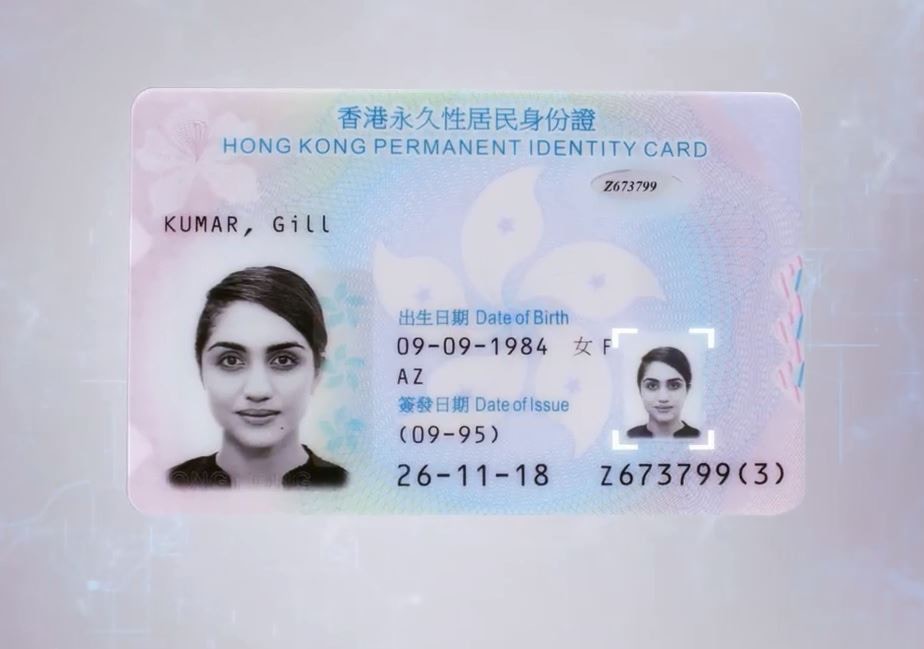 香港永久性居民身份證
HONG KONG PERMANENT IDENTITY CARD
Z673799
KUMAR, Gill
出生日期 Date of Birth
09-09-1984 女 F
AZ
簽發日期 Date of Issue
(09-95)
26-11-18 Z673799(3)